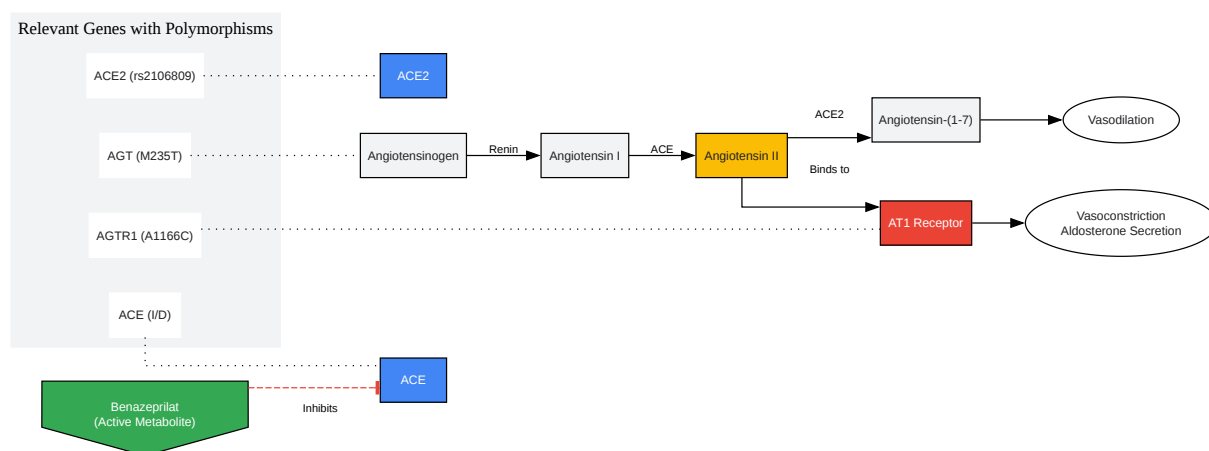 Relevant Genes with Polymorphisms
ACE2 (rs2106809)
ACE2
AGT (M235T)
Angiotensinogen
Renin
Angiotensin I
ACE
Angiotensin II
ACE2
Angiotensin-(1-7)
Vasodilation
Binds to
AGTR1 (A1166C)
AT1 Receptor
Vasoconstriction
Aldosterone Secretion
ACE (I/D)
ACE
Benazeprilat
(Active Metabolite)
Inhibits